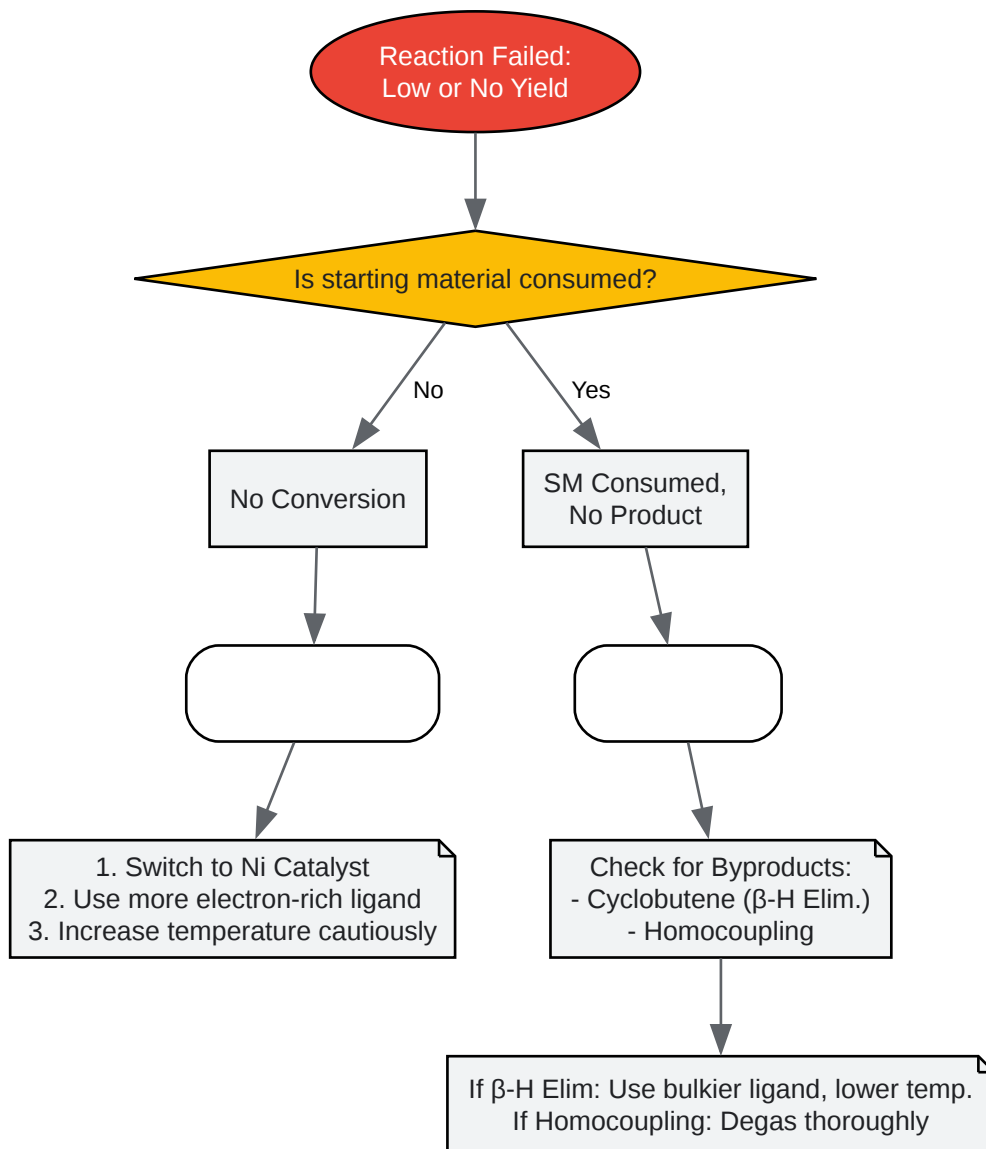 Reaction Failed:
Low or No Yield
Is starting material consumed?
No
Yes
No Conversion
SM Consumed,
No Product
1. Switch to Ni Catalyst
2. Use more electron-rich ligand
3. Increase temperature cautiously
Check for Byproducts:
- Cyclobutene (β-H Elim.)
- Homocoupling
If β-H Elim: Use bulkier ligand, lower temp.
If Homocoupling: Degas thoroughly